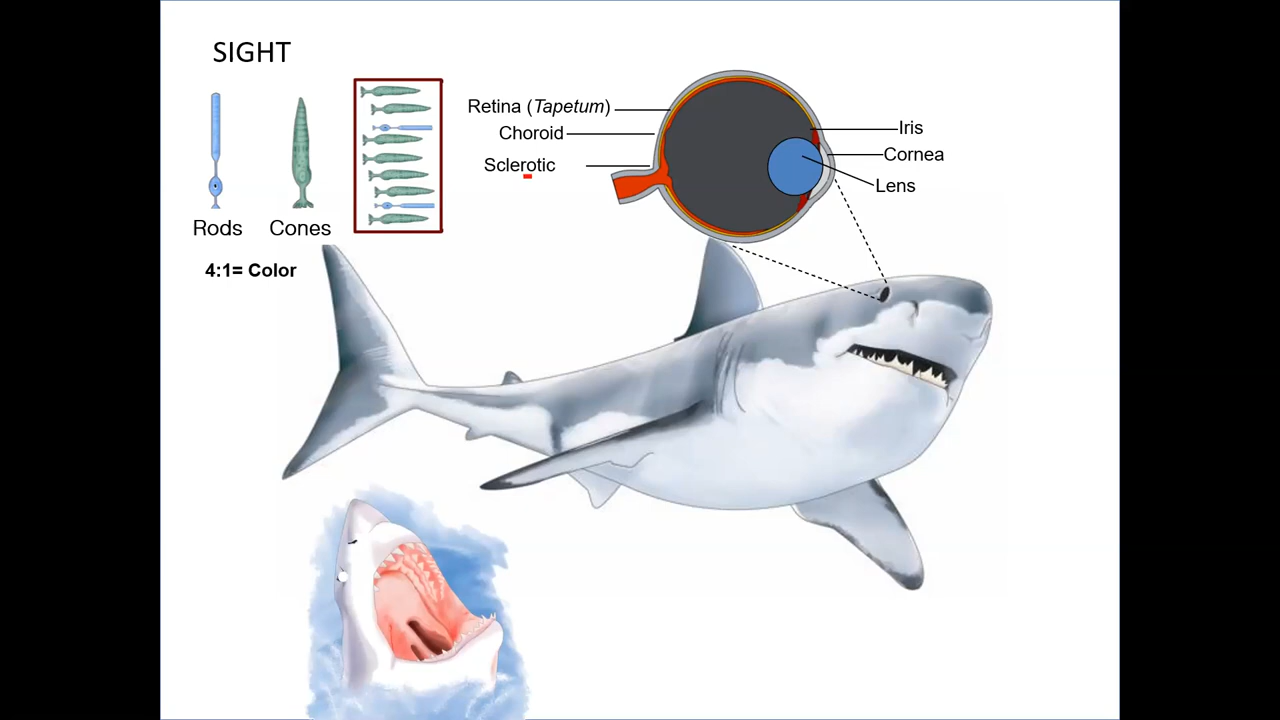 SIGHT
Retina (Tapetum)
Choroid
Sclerotic
Iris
Cornea
Lens
Rods
Cones
4:1= Color